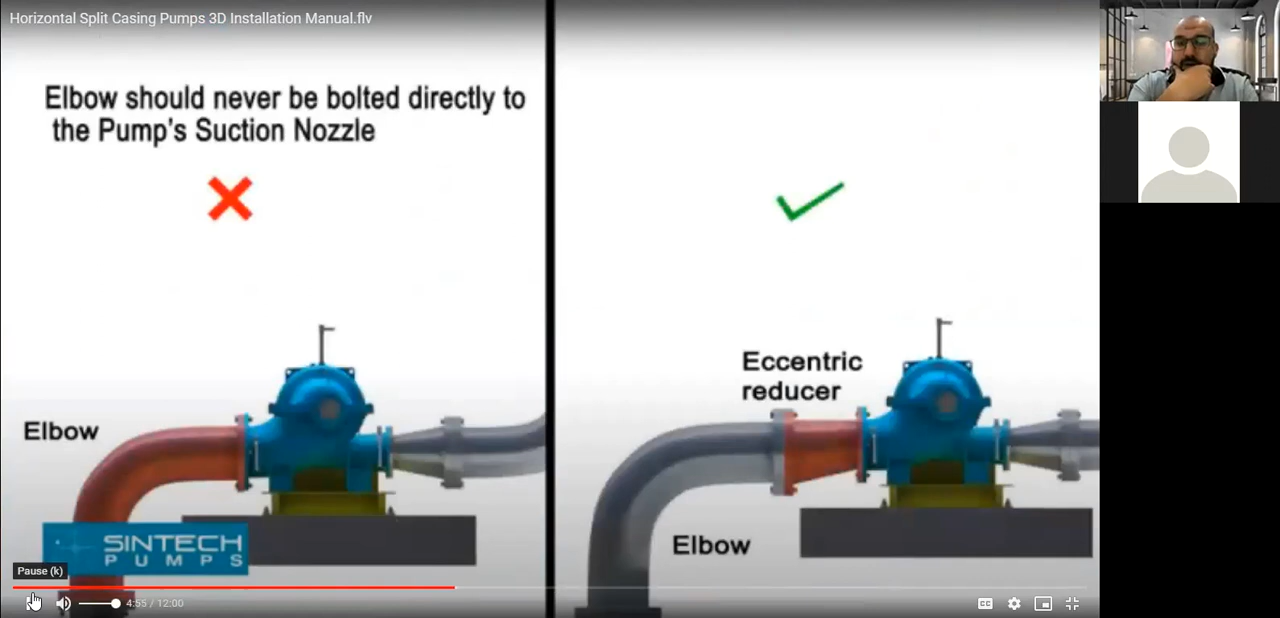 Horizontal Split Casing Pumps 3D Installation Manual.flv
Elbow should never be bolted directly to
the Pump's Suction Nozzle
Eccentric
reducer
Elbow
Elbow
SINTECH
PUMPS
Pause (k)
4:55 / 12:00
CC